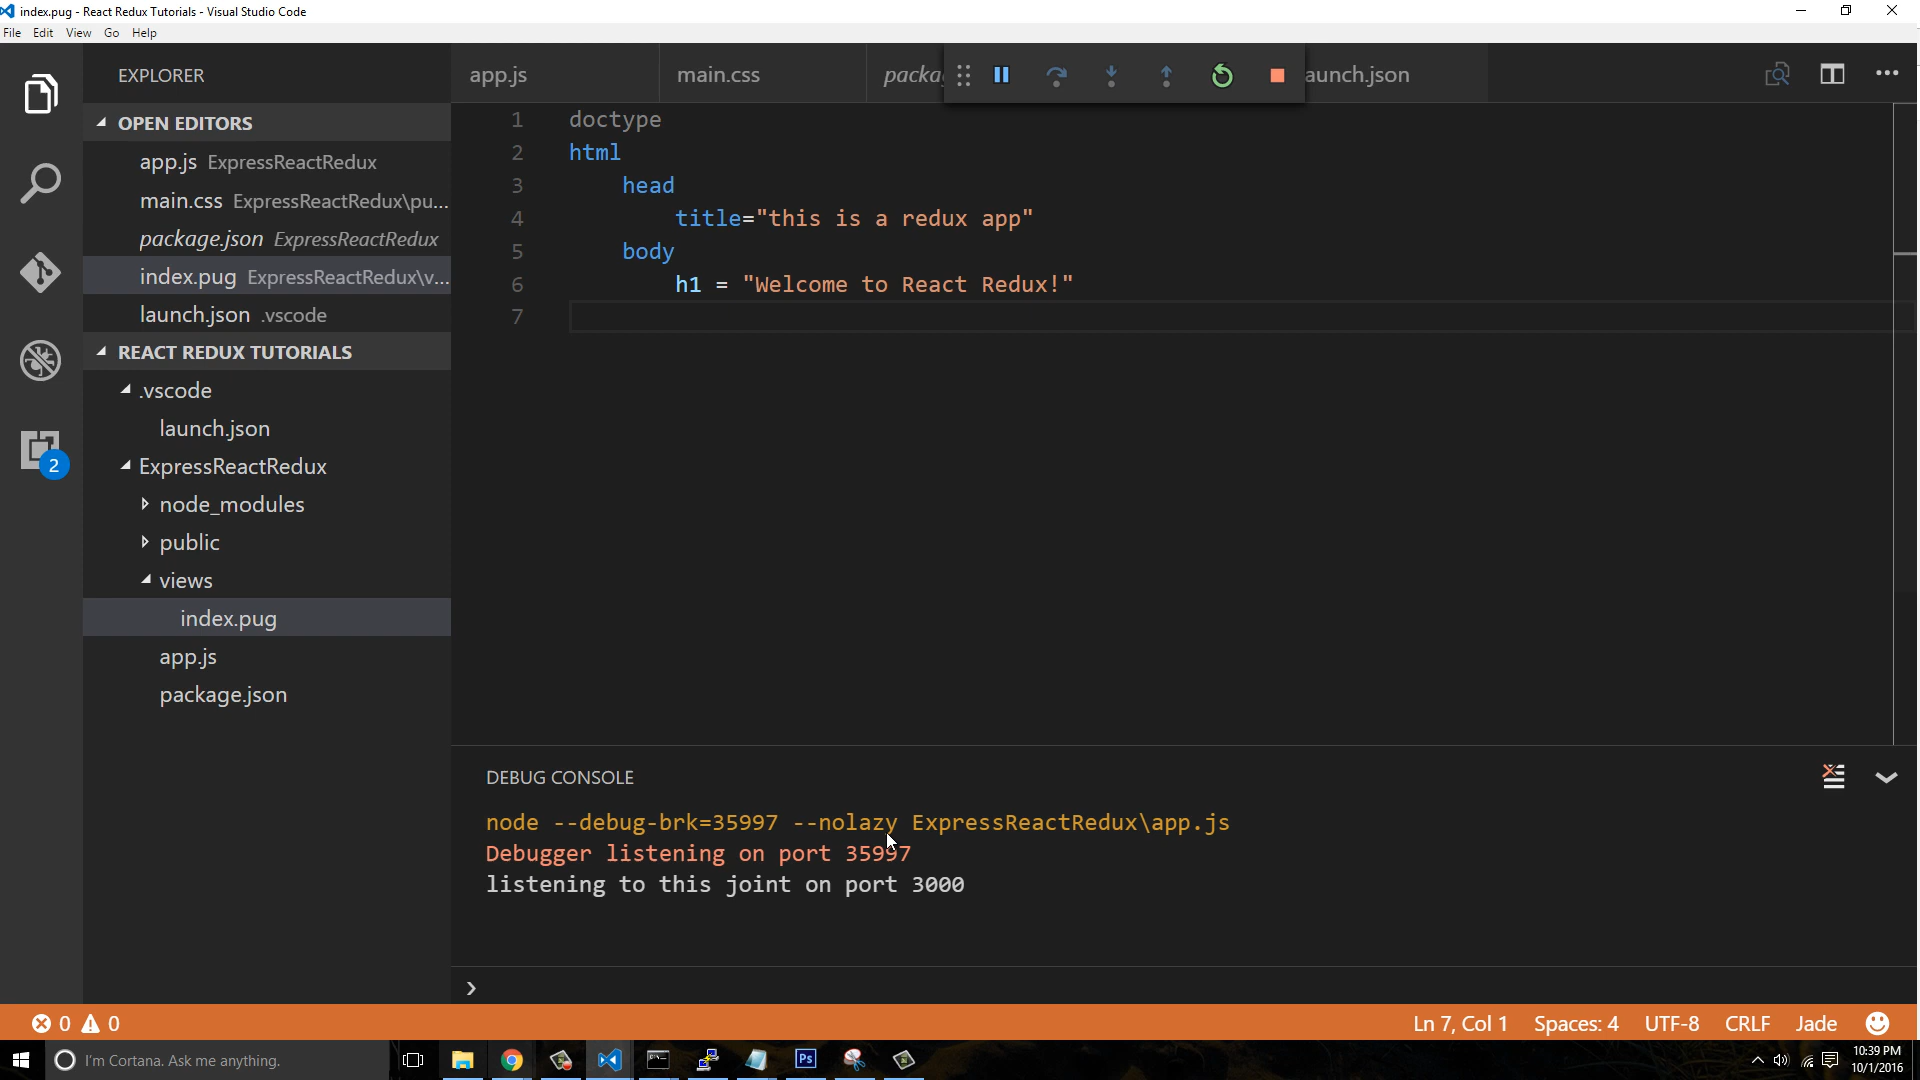 index.pug - React Redux Tutorials - Visual Studio Code
File Edit View Go Help
EXPLORER
OPEN EDITORS
app.js ExpressReactRedux
main.css ExpressReactRedux\pu...
package.json ExpressReactRedux
index.pug ExpressReactRedux\v...
launch.json .vscode
REACT REDUX TUTORIALS
.vscode
launch.json
ExpressReactRedux
node_modules
public
views
index.pug
app.js
package.json
2
app.js main.css packa aunch.json
1 doctype
2 html
3 head
4 title="this is a redux app"
5 body
6 h1 = "Welcome to React Redux!"
7
DEBUG CONSOLE
node --debug-brk=35997 --nolazy ExpressReactRedux\app.js
Debugger listening on port 35997
listening to this joint on port 3000
0 0
Ln 7, Col 1 Spaces: 4 UTF-8 CRLF Jade
I'm Cortana. Ask me anything.
Ps
10:39 PM
10/1/2016